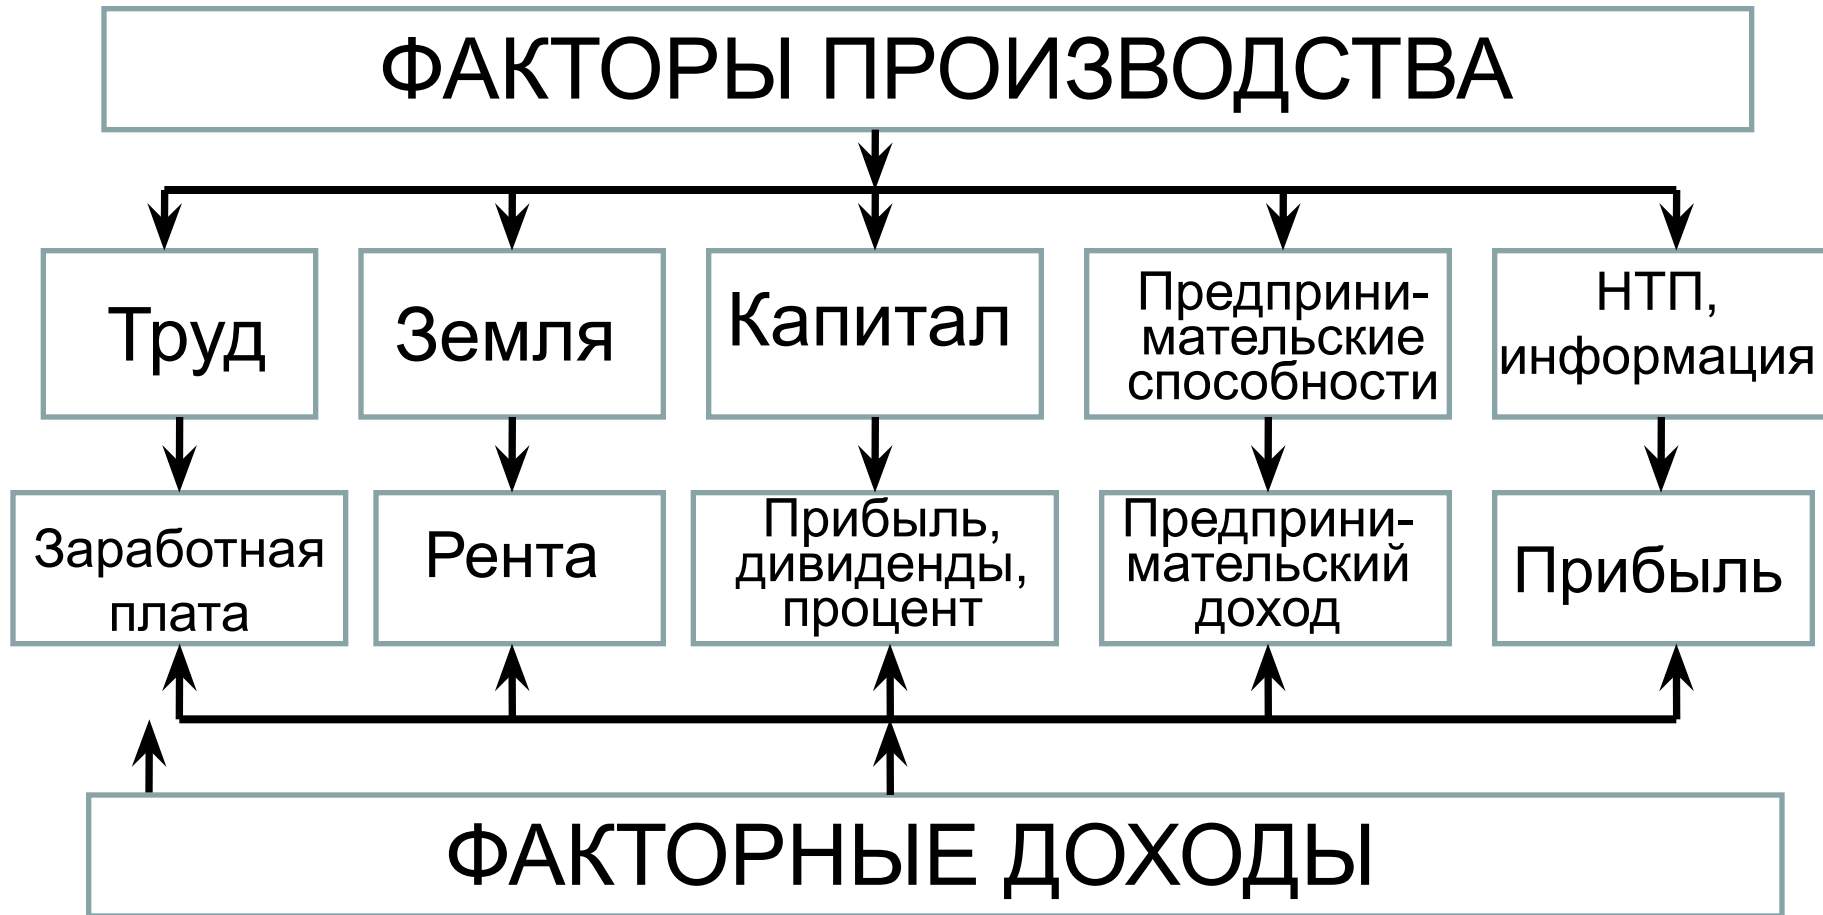 ФАКТОРЫ ПРОИЗВОДСТВА
Труд
Земля
Капитал
Предприни-
мательские
способности
НТП,
информация
Заработная
плата
Рента
Прибыль,
дивиденды,
процент
Предприни-
мательский
доход
Прибыль
ФАКТОРНЫЕ ДОХОДЫ